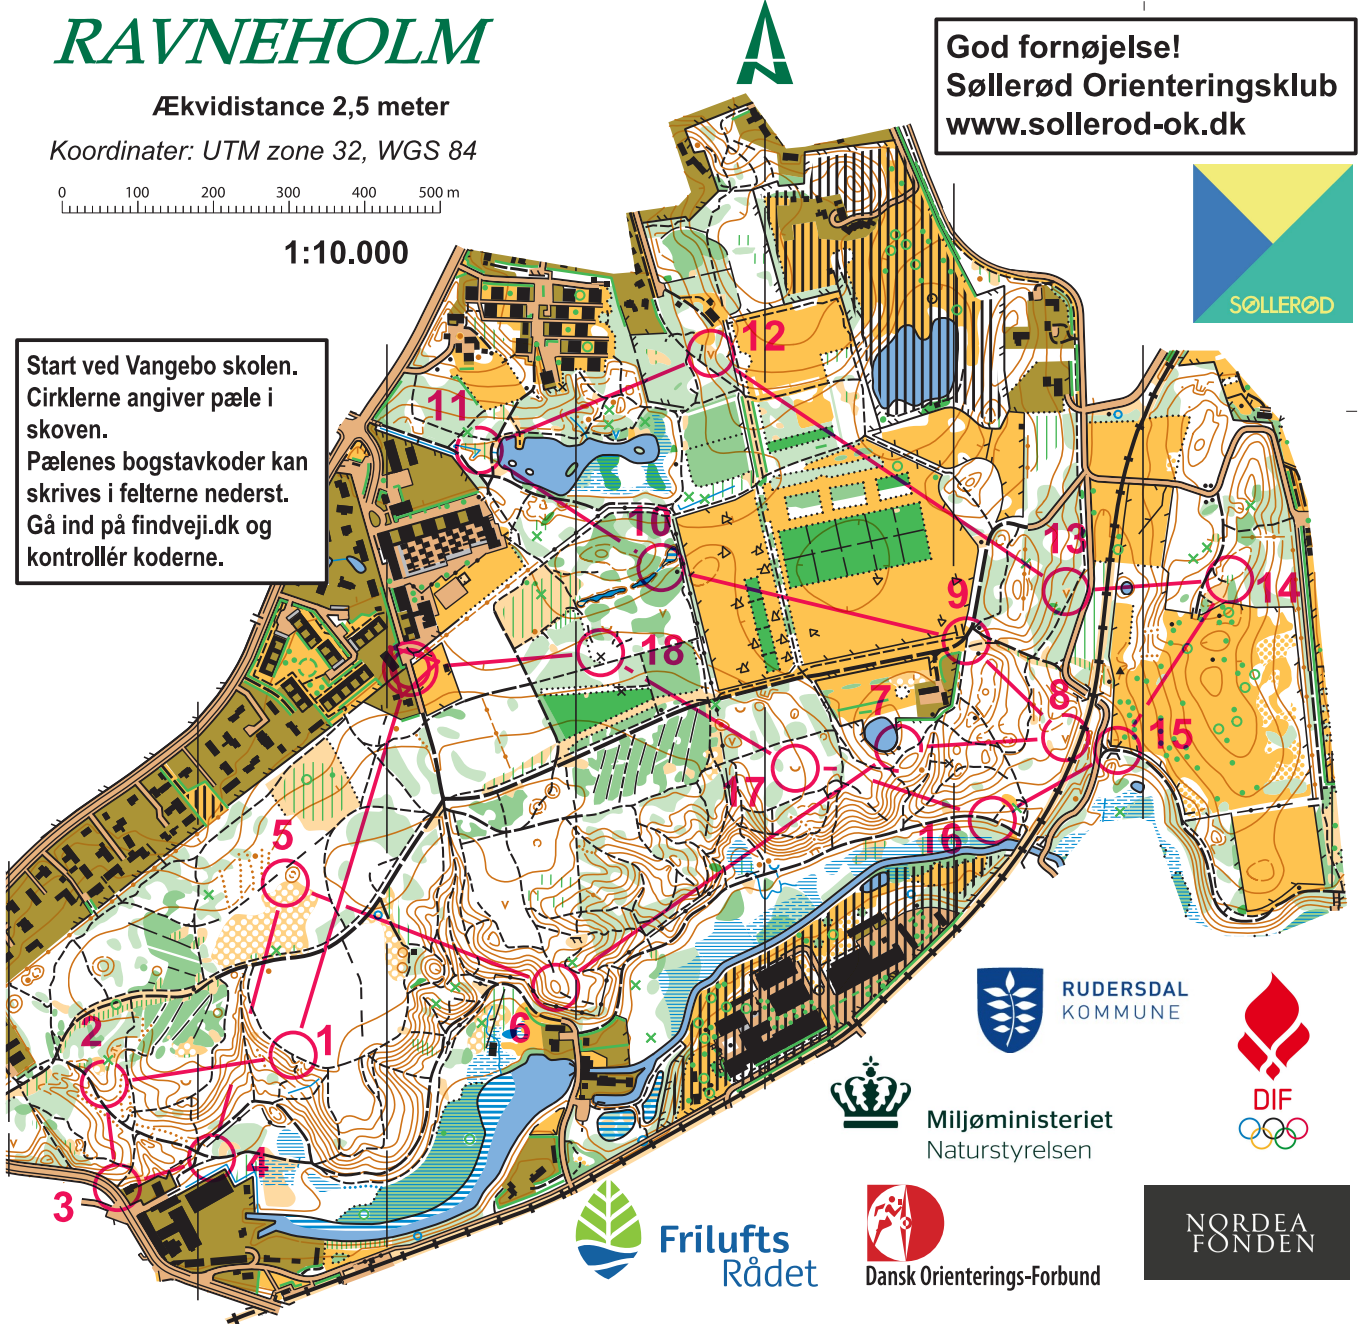 RAVNEHOLM
Ækvidistance 2,5 meter
Koordinater: UTM zone 32, WGS 84
0 100 200 300 400 500 m
1:10.000
God fornøjelse!
Søllerød Orienteringsklub
www.sollerod-ok.dk
SØLLERØD
Start ved Vangebo skolen.
Cirklerne angiver pæle i
skoven.
Pælenes bogstavkoder kan
skrives i felterne nederst.
Gå ind på findveji.dk og
kontrollér koderne.
12
11
10
13
14
9
18
8
7
15
17
16
5
6
1
2
4
3
RUDERSDAL
KOMMUNE
DIF
Miljøministeriet
Naturstyrelsen
Frilufts
Rådet
Dansk Orienterings-Forbund
NORDEA
FONDEN